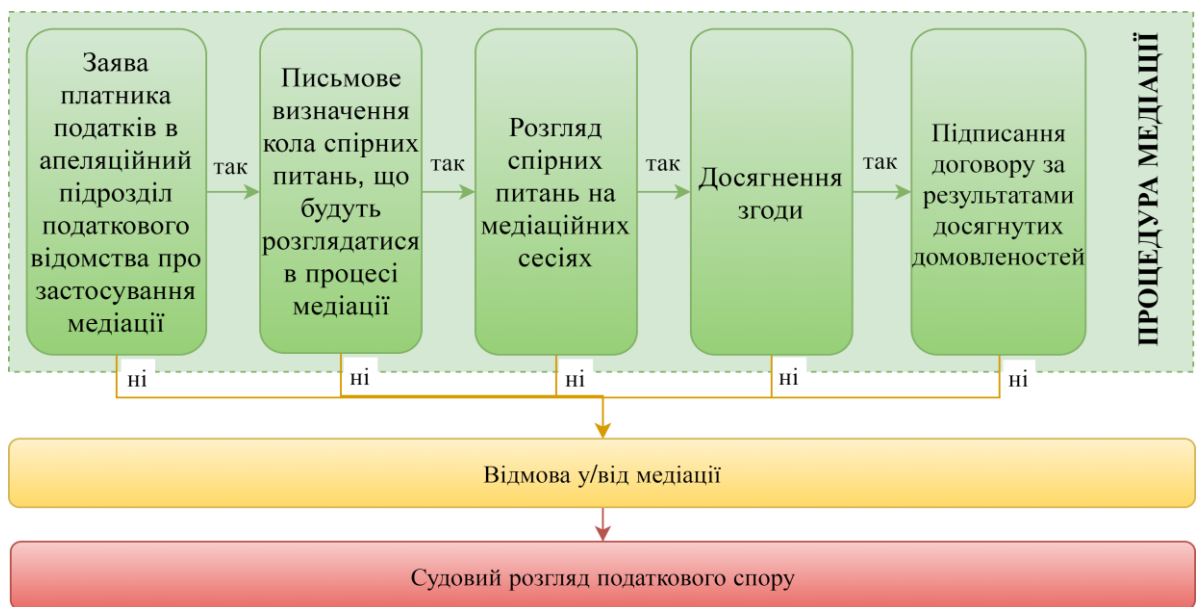 Заява
платника
податків в
апеляційний
підрозділ
податкового
відомства про
застосування
медіації
так
Письмове
визначення
кола спірних
питань, що
будуть
розглядатися
в процесі
медіації
так
Розгляд
спірних
питань на
медіаційних
сесіях
так
Досягнення
згоди
так
Підписання
договору за
результатами
досягнутих
домовленостей
ПРОЦЕДУРА МЕДІАЦІЇ
ні
ні
ні
ні
ні
Відмова у/від медіації
Судовий розгляд податкового спору